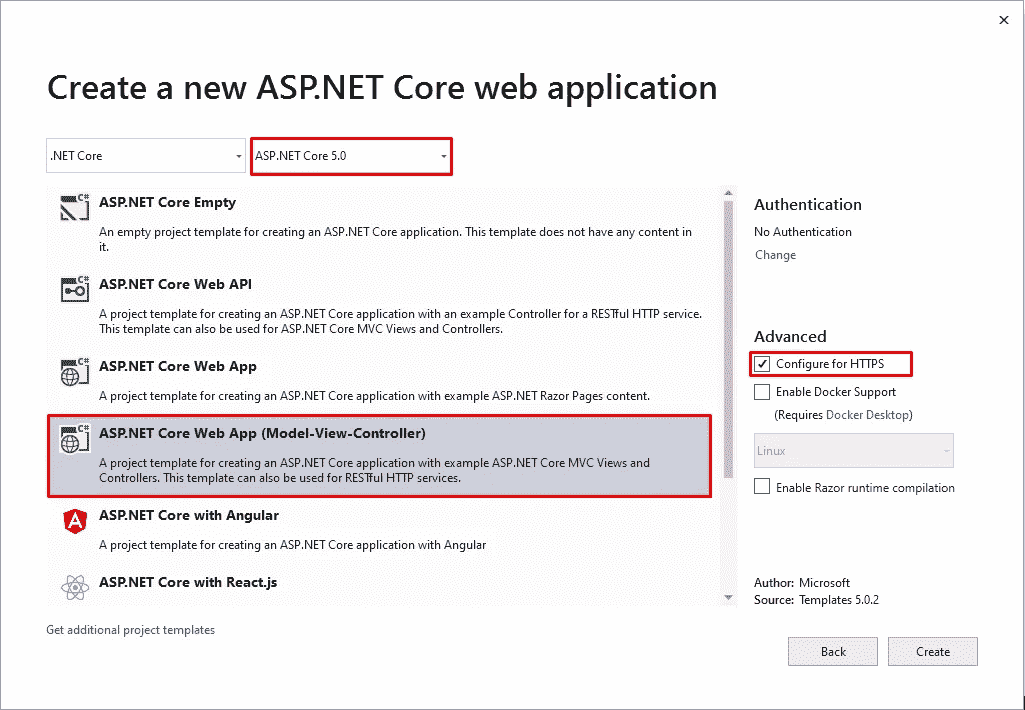 Create a new ASP.NET Core web application
.NET Core
ASP.NET Core 5.0
C#
ASP.NET Core Empty
An empty project template for creating an ASP.NET Core application. This template does not have any content in
it.
C#
ASP.NET Core Web API
A project template for creating an ASP.NET Core application with an example Controller for a RESTful HTTP service.
This template can also be used for ASP.NET Core MVC Views and Controllers.
C#
ASP.NET Core Web App
A project template for creating an ASP.NET Core application with example ASP.NET Razor Pages content.
C#
ASP.NET Core Web App (Model-View-Controller)
A project template for creating an ASP.NET Core application with example ASP.NET Core MVC Views and
Controllers. This template can also be used for RESTful HTTP services.
A
ASP.NET Core with Angular
A project template for creating an ASP.NET Core application with Angular
ASP.NET Core with React.js
Authentication
No Authentication
Change
Advanced
Configure for HTTPS
Enable Docker Support
(Requires Docker Desktop)
Linux
Enable Razor runtime compilation
Author: Microsoft
Source: Templates 5.0.2
Get additional project templates
Back
Create